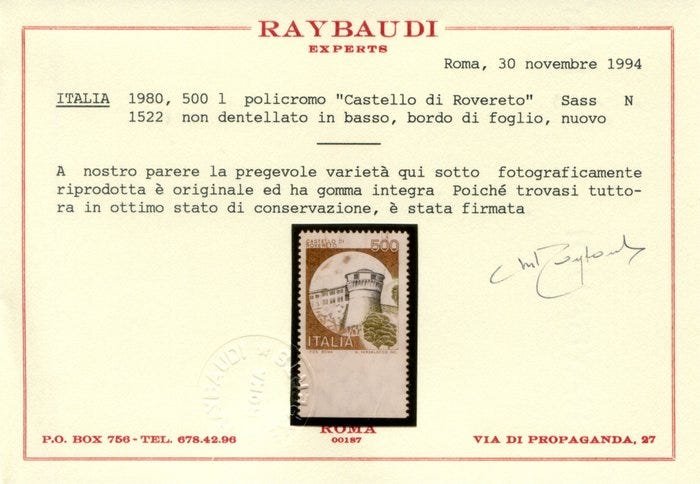 RAYBAUDI
EXPERTS
Roma, 30 novembre 1994
ITALIA 1980, 500 l policromo "Castello di Rovereto" Sass N
1522 non dentellato in basso, bordo di foglio, nuovo
A nostro parere la pregevole varietà qui sotto fotograficamente
riprodotta è originale ed ha gomma integra Poiché trovasi tutto-
ra in ottimo stato di conservazione, è stata firmata
CASTELLO DI
ROVERETO
500
ITALIA
RAYBAUDI
ROMA
P.O. BOX 756 - TEL. 678.42.96
ROMA
00187
VIA DI PROPAGANDA, 27